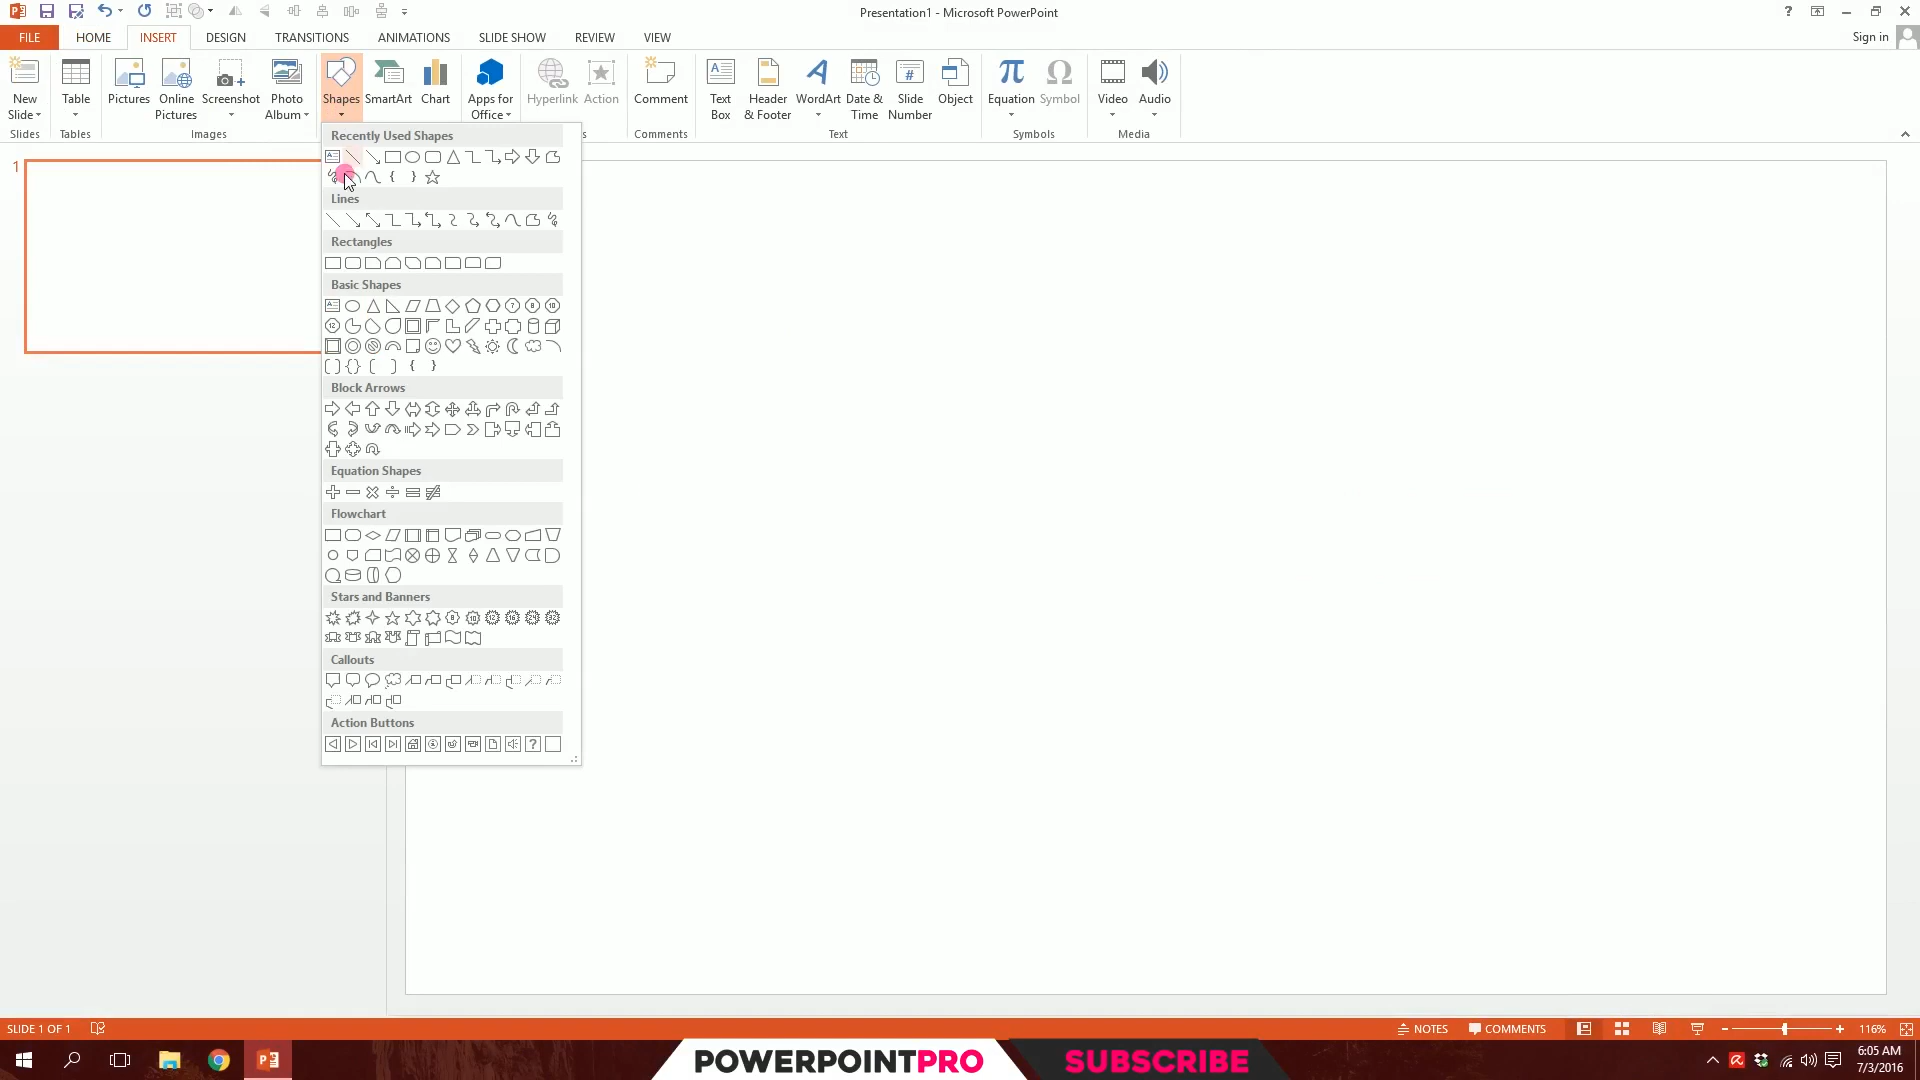 Presentation1 - Microsoft PowerPoint
?
FILE HOME INSERT DESIGN TRANSITIONS ANIMATIONS SLIDE SHOW REVIEW VIEW
Sign in
New Slide
Table
Pictures
Online Pictures
Screenshot
Photo Album
Shapes
SmartArt
Chart
Apps for Office
Hyperlink
Action
Comment
Text Box
Header & Footer
WordArt
Date & Time
Slide Number
Object
Equation
Symbol
Video
Audio
Slides Tables Images s Comments Text Symbols Media
1
Recently Used Shapes
Lines
Rectangles
Basic Shapes
Block Arrows
Equation Shapes
Flowchart
Stars and Banners
Callouts
Action Buttons
SLIDE 1 OF 1
NOTES COMMENTS 116%
POWERPOINTPRO SUBSCRIBE
6:05 AM
7/3/2016